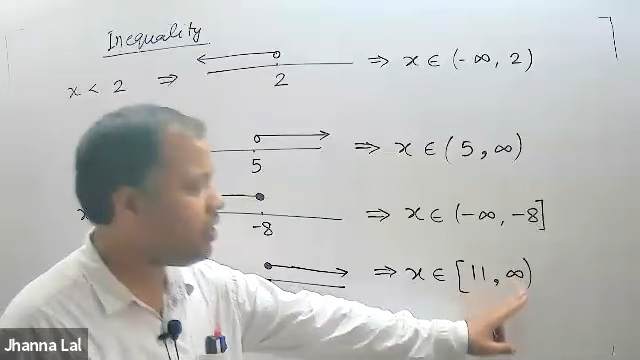 Inequality
x < 2 ⇒ 2 ⇒ x ∈ (-∞, 2)
5 ⇒ x ∈ (5, ∞)
-8 ⇒ x ∈ (-∞, -8]
⇒ x ∈ [11, ∞)
Jhanna Lal